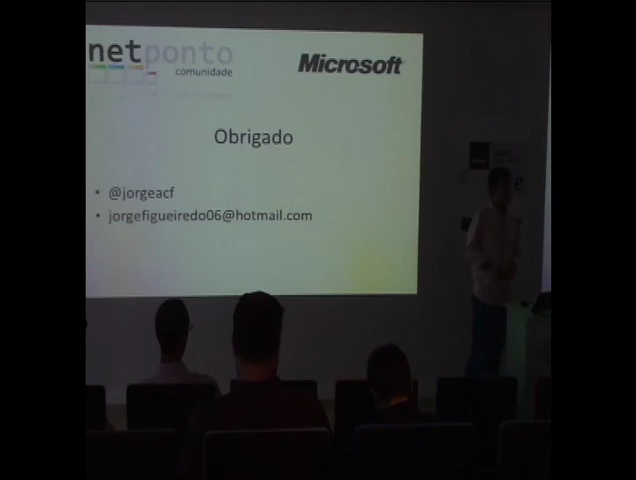 netponto
comunidade
Microsoft
Obrigado
• @jorgeacf
• jorgefigueiredo06@hotmail.com